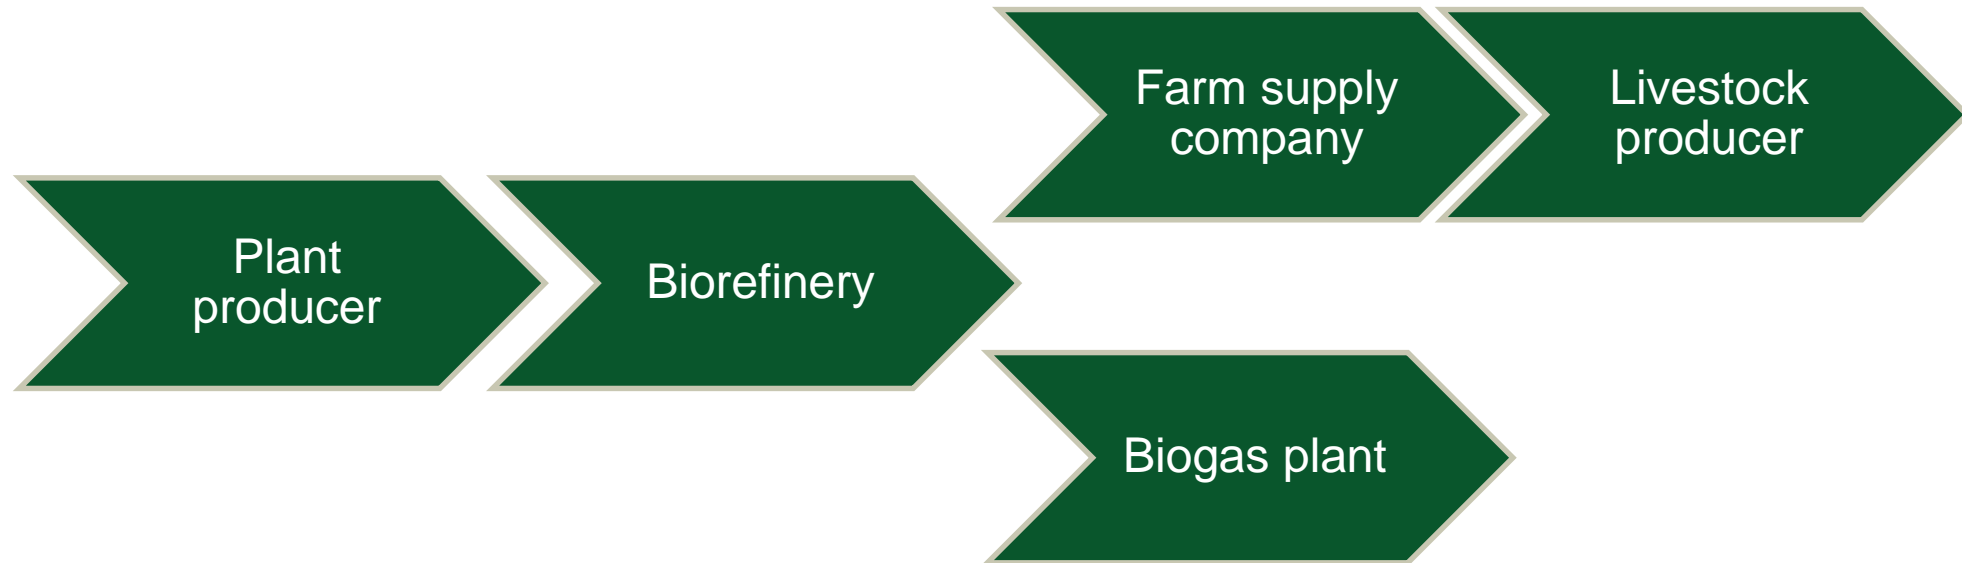 Farm supply
company
Livestock
producer
Plant
producer
Biorefinery
Biogas plant